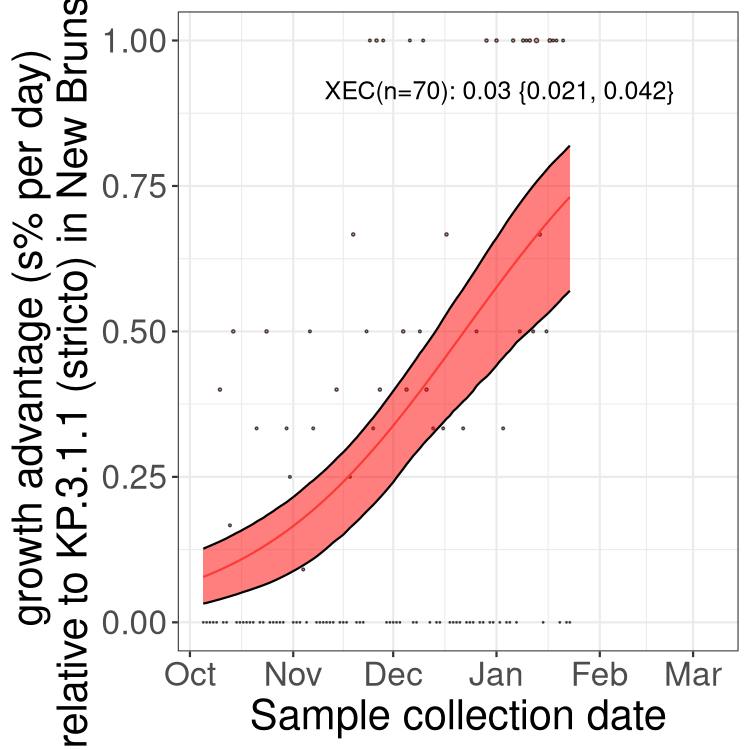 growth advantage (s% per day)
relative to KP.3.1.1 (stricto) in New Bruns
1.00
0.75
0.50
0.25
0.00
XEC(n=70): 0.03 {0.021, 0.042}
Oct Nov Dec Jan Feb Mar
Sample collection date